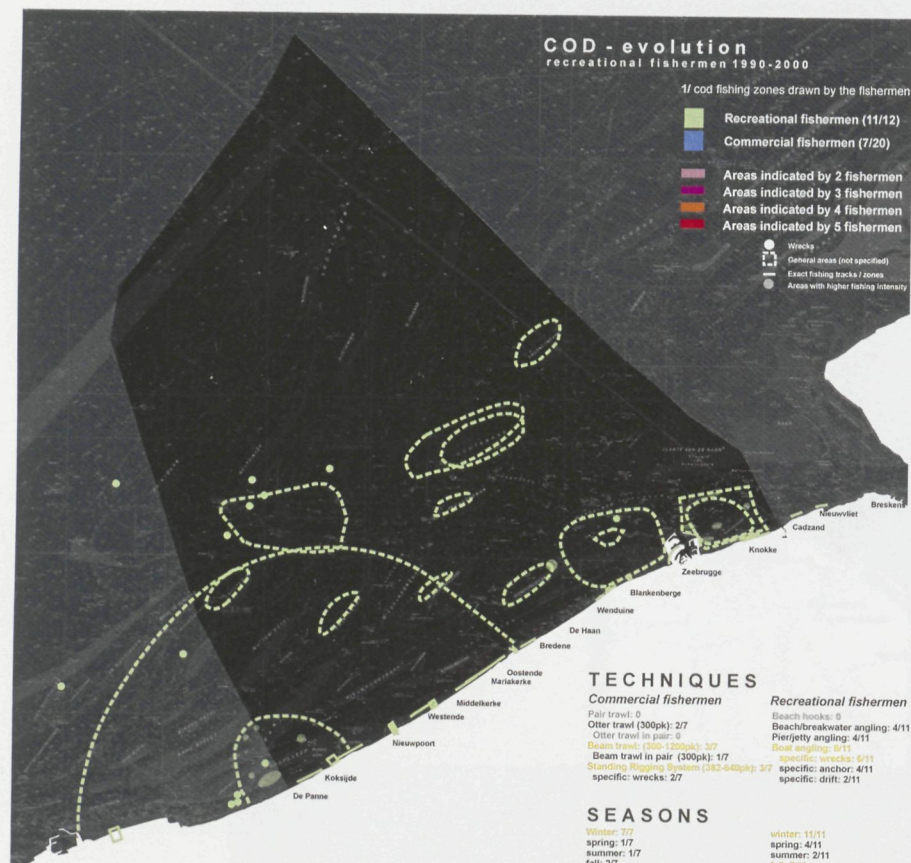 COD - evolution
recreational fishermen 1990-2000
1/ cod fishing zones drawn by the fishermen
Recreational fishermen (11/12)
Commercial fishermen (7/20)
Areas indicated by 2 fishermen
Areas indicated by 3 fishermen
Areas indicated by 4 fishermen
Areas indicated by 5 fishermen
Wrecks
General areas (not specified)
Exact fishing tracks / zones
Areas with higher fishing intensity
Breskens
Nieuwvliet
Cadzand
Knokke
Zeebrugge
Blankenberge
Wenduine
De Haan
Bredene
Oostende
Mariakerke
Middelkerke
Westende
Nieuwpoort
Koksijde
De Panne
TECHNIQUES
Commercial fishermen
Pair trawl: 0
Otter trawl (300pk): 2/7
Otter trawl in pair: 0
Beam trawl: (300-1200pk): 3/7
Beam trawl in pair (300pk): 1/7
Standing Rigging System (382-640pk): 3/7
specific: wrecks: 2/7
Recreational fishermen
Beach hooks: 0
Beach/breakwater angling: 4/11
Pier/jetty angling: 4/11
Boat angling: 8/11
specific: wrecks: 6/11
specific: anchor: 4/11
specific: drift: 2/11
SEASONS
Winter: 7/7
spring: 1/7
summer: 1/7
winter: 11/11
spring: 4/11
summer: 2/11